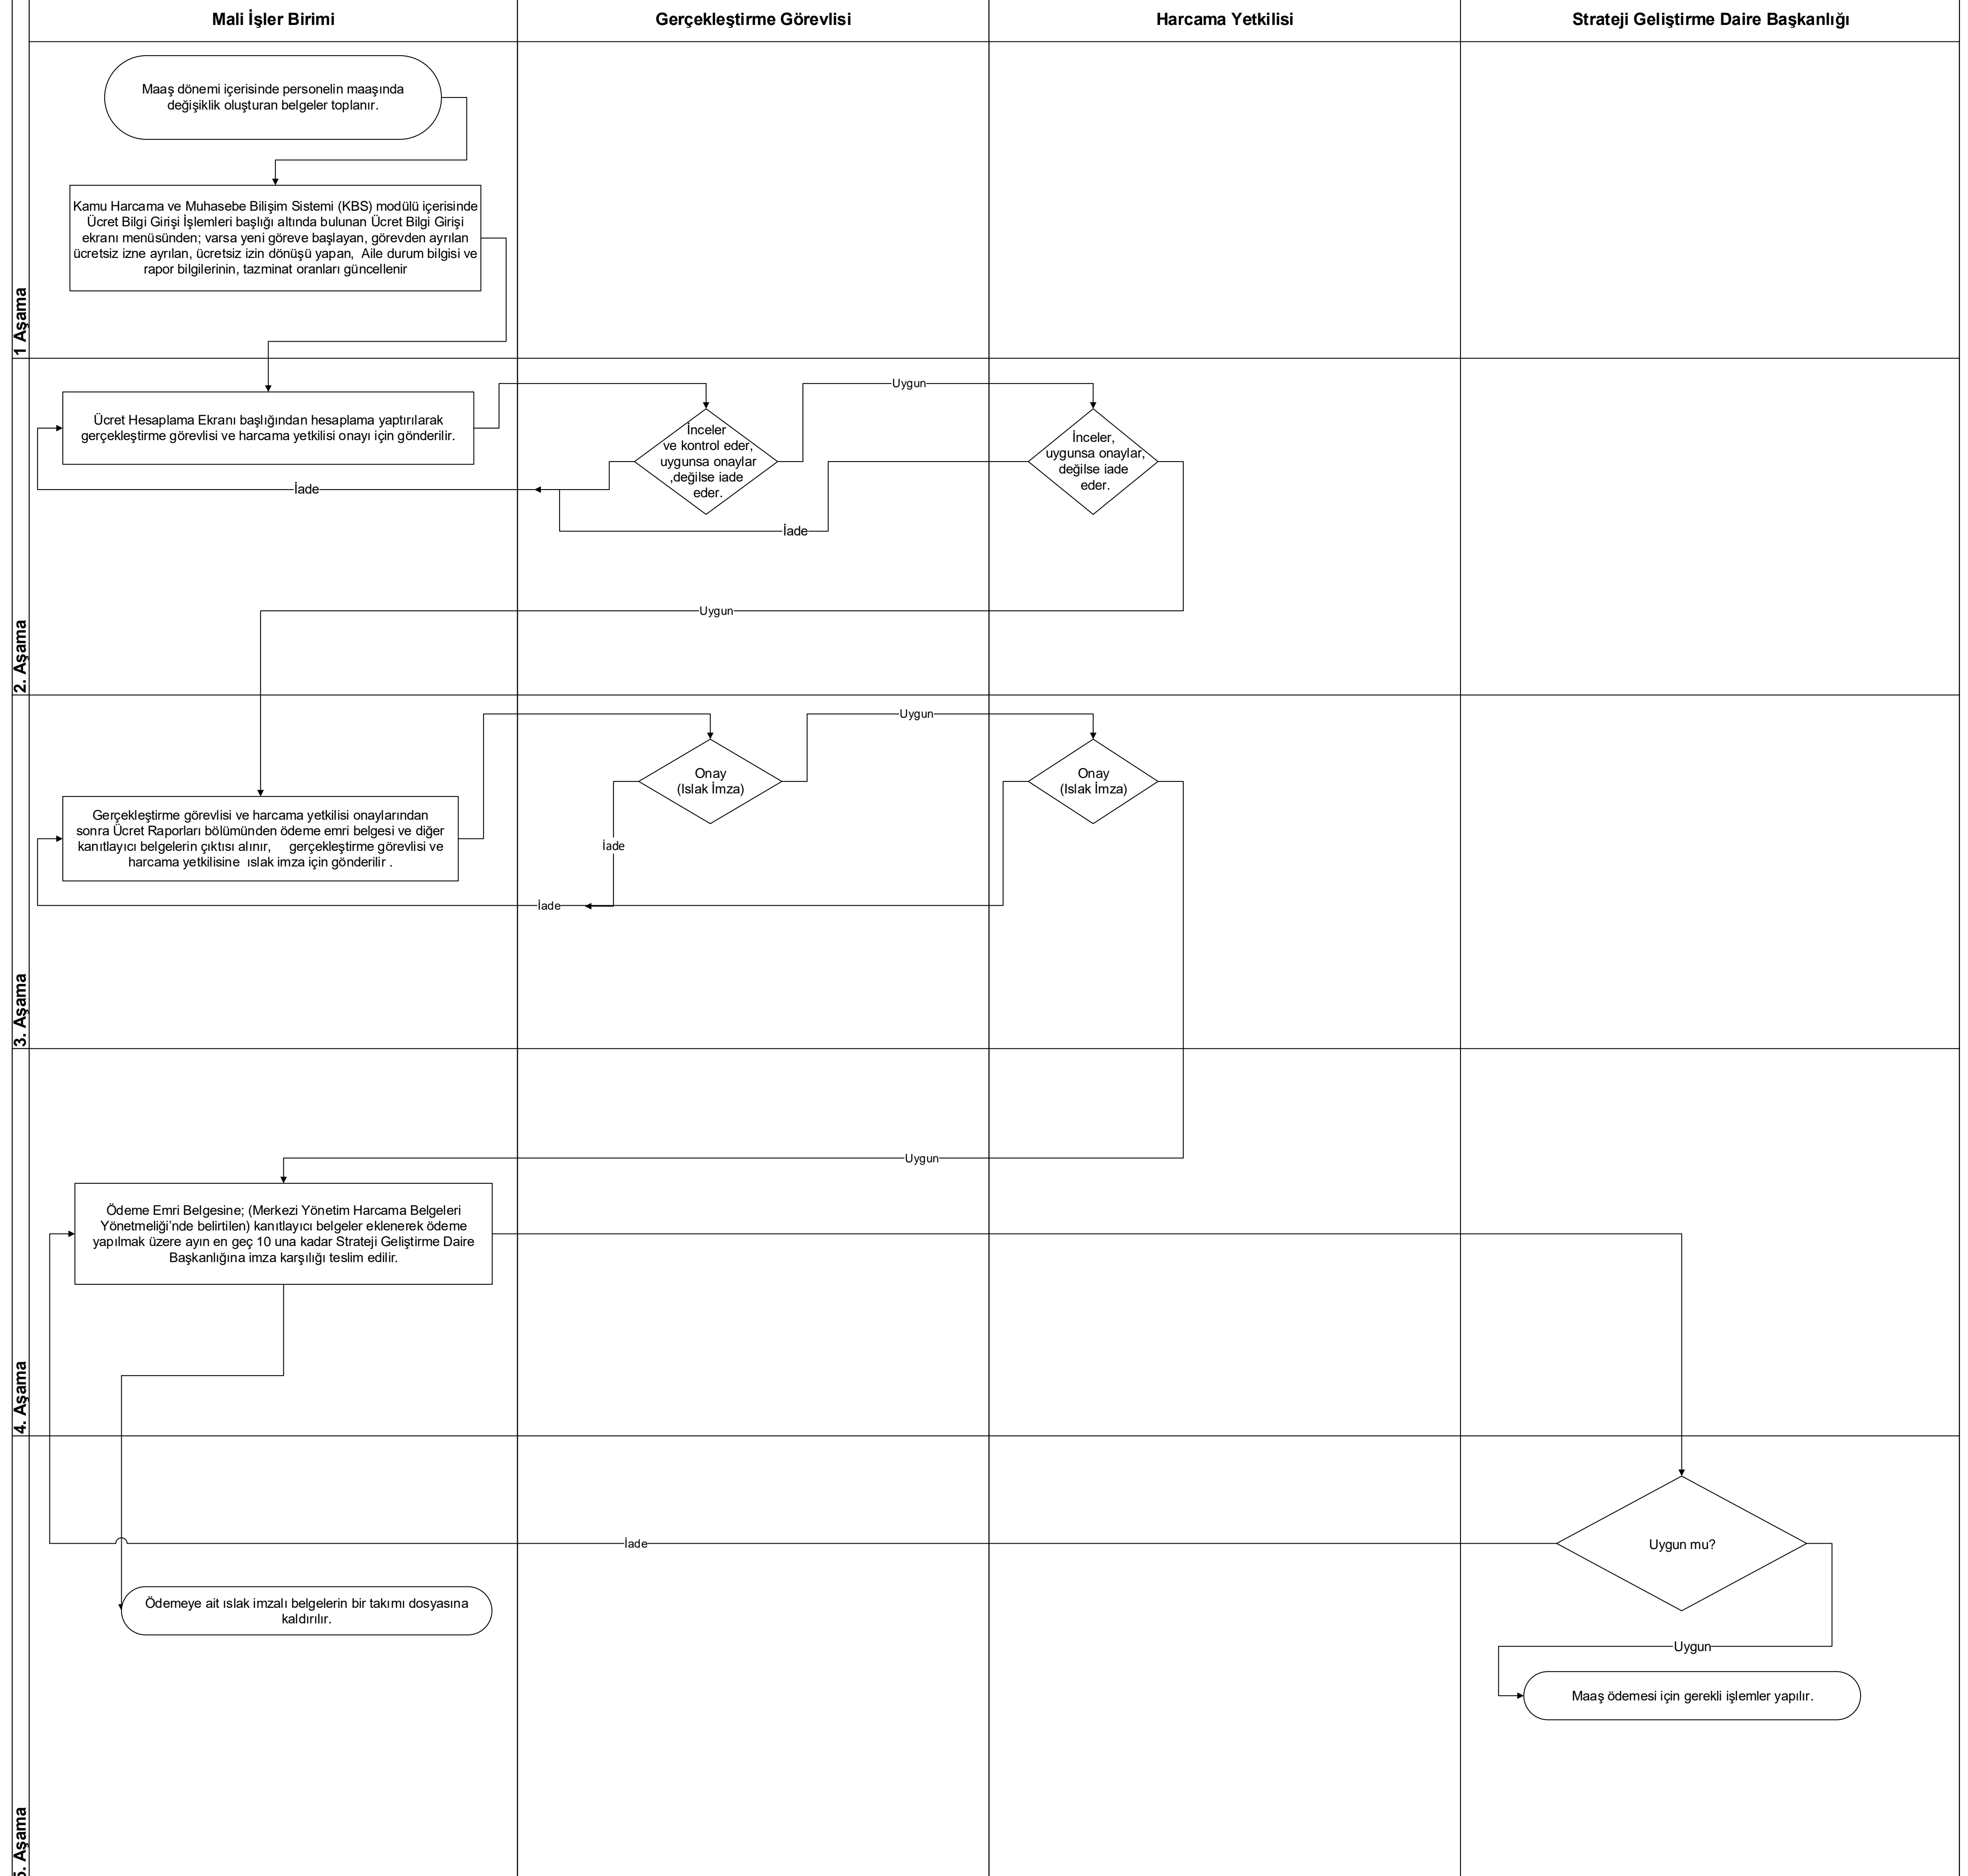 Mali İşler Birimi
Gerçekleştirme Görevlisi
Harcama Yetkilisi
Strateji Geliştirme Daire Başkanlığı
1 Aşama
Maaş dönemi içerisinde personelin maaşında
değişiklik oluşturan belgeler toplanır.
Kamu Harcama ve Muhasebe Bilişim Sistemi (KBS) modülü içerisinde
Ücret Bilgi Girişi İşlemleri başlığı altında bulunan Ücret Bilgi Girişi
ekranı menüsünden; varsa yeni göreve başlayan, görevden ayrılan
ücretsiz izne ayrılan, ücretsiz izin dönüşü yapan,  Aile durum bilgisi ve
rapor bilgilerinin, tazminat oranları güncellenir
2. Aşama
Ücret Hesaplama Ekranı başlığından hesaplama yaptırılarak
gerçekleştirme görevlisi ve harcama yetkilisi onayı için gönderilir.
İnceler
ve kontrol eder,
uygunsa onaylar
,değilse iade
eder.
Uygun
İnceler,
uygunsa onaylar,
değilse iade
eder.
İade
İade
Uygun
3. Aşama
Gerçekleştirme görevlisi ve harcama yetkilisi onaylarından
sonra Ücret Raporları bölümünden ödeme emri belgesi ve diğer
kanıtlayıcı belgelerin çıktısı alınır,     gerçekleştirme görevlisi ve
harcama yetkilisine  ıslak imza için gönderilir .
Onay
(Islak İmza)
Uygun
Onay
(Islak İmza)
İade
İade
4. Aşama
Uygun
Ödeme Emri Belgesine; (Merkezi Yönetim Harcama Belgeleri
Yönetmeliği’nde belirtilen) kanıtlayıcı belgeler eklenerek ödeme
yapılmak üzere ayın en geç 10 una kadar Strateji Geliştirme Daire
Başkanlığına imza karşılığı teslim edilir.
5. Aşama
İade
Uygun mu?
Ödemeye ait ıslak imzalı belgelerin bir takımı dosyasına
kaldırılır.
Uygun
Maaş ödemesi için gerekli işlemler yapılır.